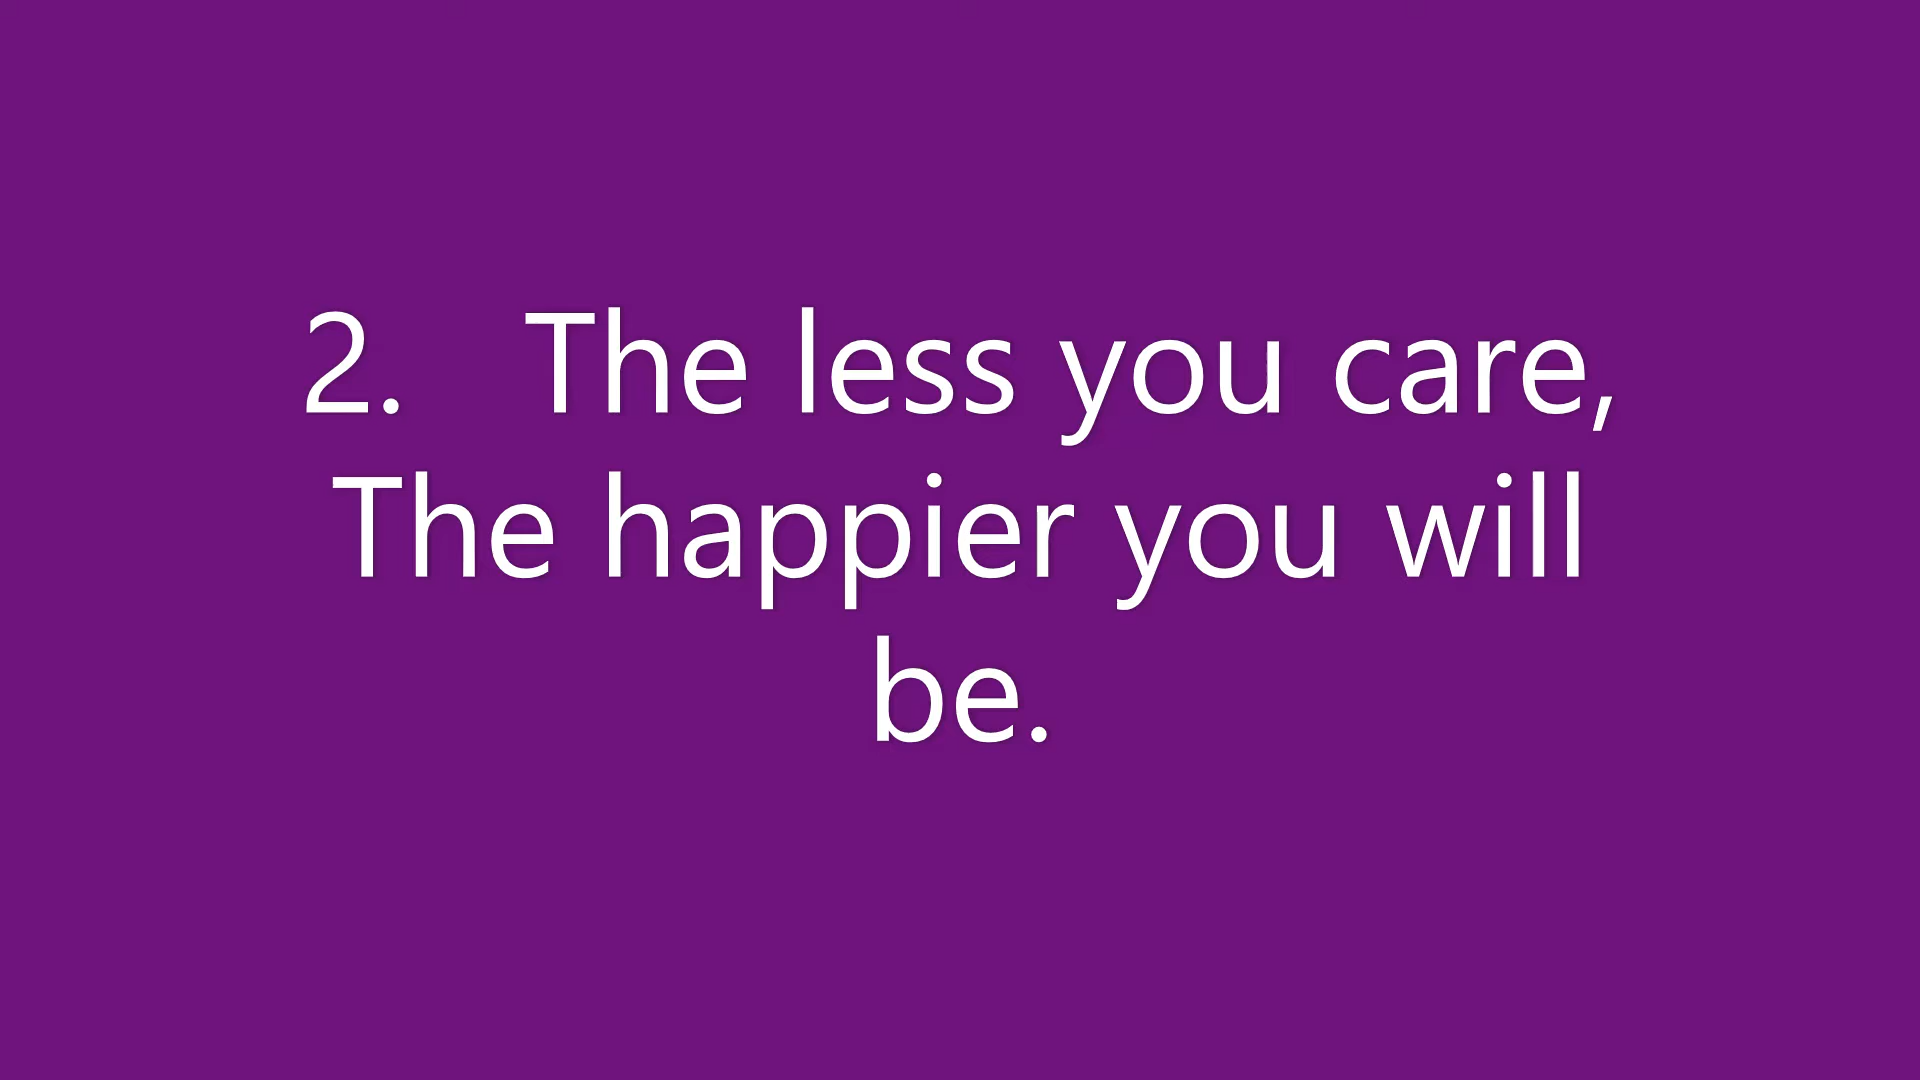 2. The less you care,
The happier you will
be.